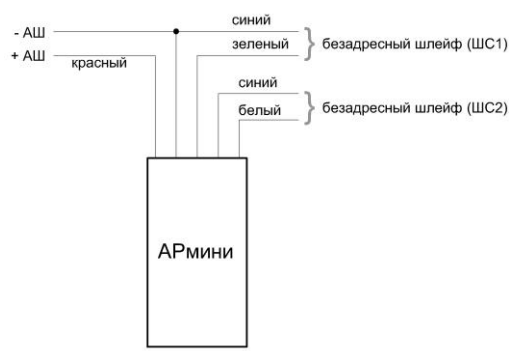 синий
- АШ
зеленый
безадресный шлейф (ШС1)
+ АШ
красный
синий
белый
безадресный шлейф (ШС2)
АРмини